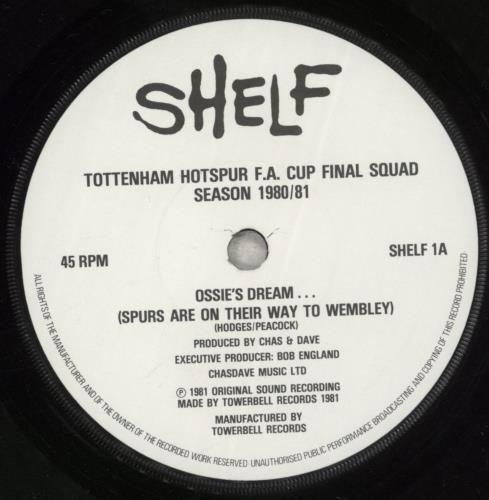 SHELF
TOTTENHAM HOTSPUR F.A. CUP FINAL SQUAD
SEASON 1980/81
45 RPM
SHELF 1A
OSSIE'S DREAM...
(SPURS ARE ON THEIR WAY TO WEMBLEY)
(HODGES/PEACOCK)
PRODUCED BY CHAS & DAVE
EXECUTIVE PRODUCER: BOB ENGLAND
CHASDAVE MUSIC LTD
℗ 1981 ORIGINAL SOUND RECORDING
MADE BY TOWERBELL RECORDS 1981
MANUFACTURED BY
TOWERBELL RECORDS
ALL RIGHTS OF THE MANUFACTURER AND OF THE OWNER OF THE RECORDED WORK RESERVED·UNAUTHORISED PUBLIC PERFORMANCE BROADCASTING AND COPYING OF THIS RECORD PROHIBITED·